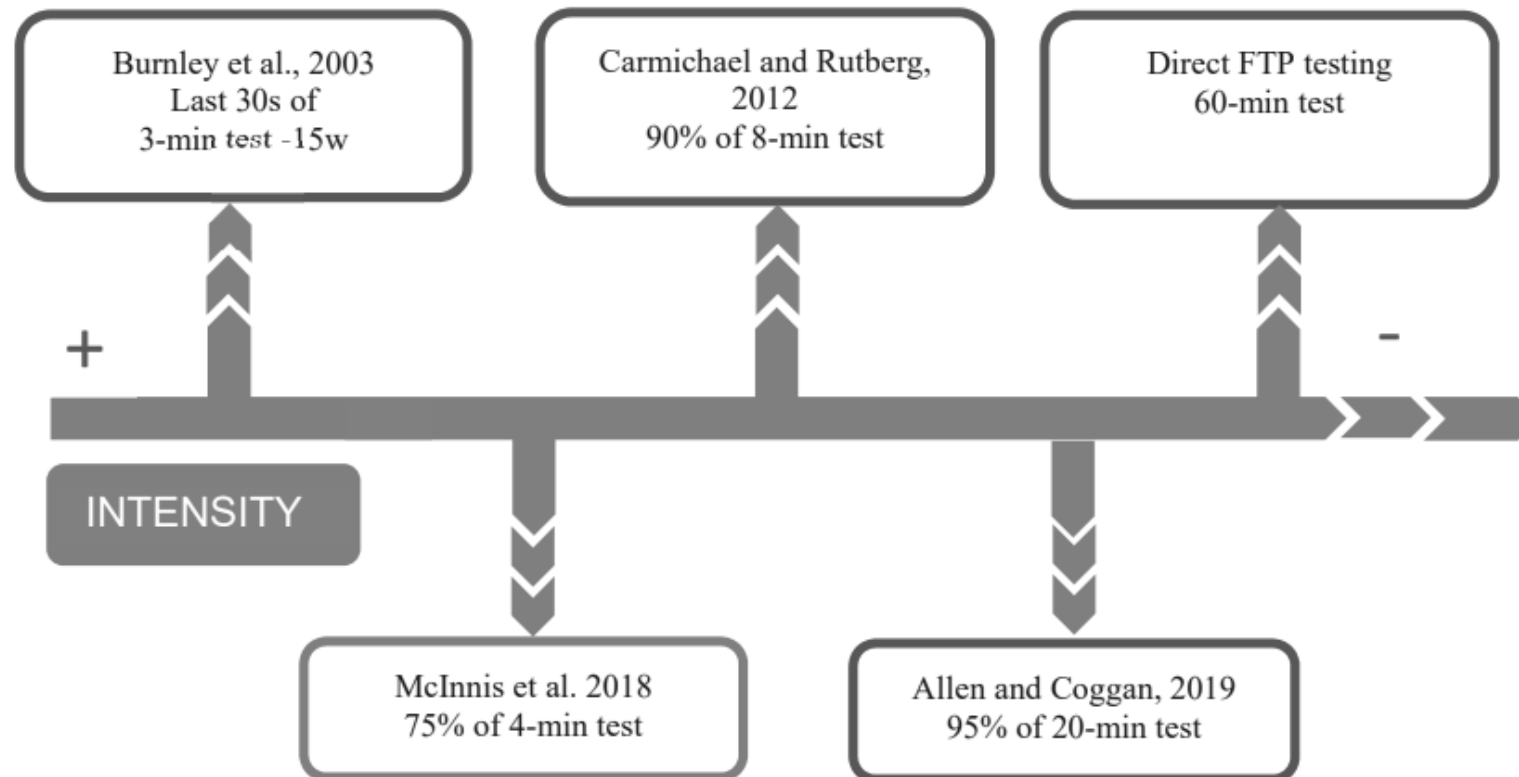 Burnley et al., 2003
Last 30s of
3-min test -15w
Carmichael and Rutberg,
2012
90% of 8-min test
Direct FTP testing
60-min test
+
-
INTENSITY
McInnis et al. 2018
75% of 4-min test
Allen and Coggan, 2019
95% of 20-min test